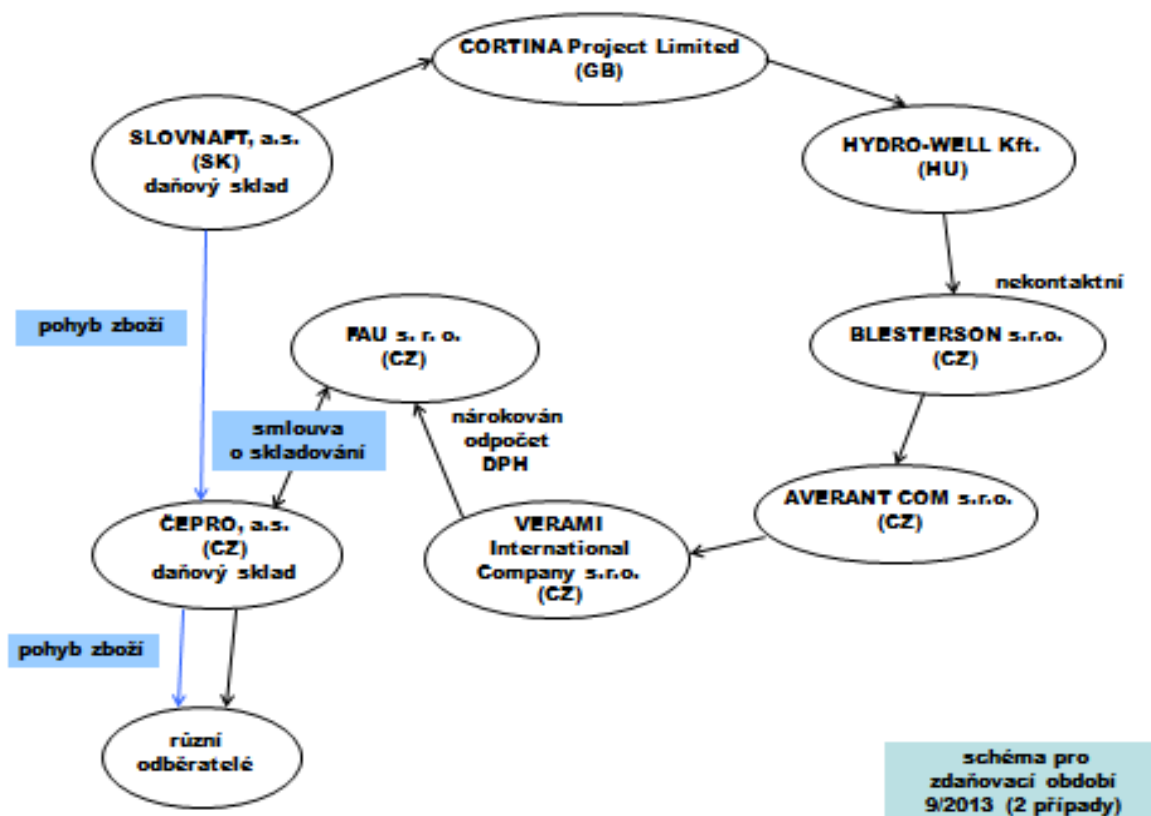 CORTINA Project Limited
(GB)
SLOVNAFT, a.s.
(SK)
daňový sklad
HYDRO-WELL Kft.
(HU)
nekontaktní
pohyb zboží
FAU s. r. o.
(CZ)
BLESTERSON s.r.o.
(CZ)
smlouva
o skladování
nárokován
odpočet
DPH
ČEPRO, a.s.
(CZ)
daňový sklad
VERAMI
International
Company s.r.o.
(CZ)
AVERANT COM s.r.o.
(CZ)
pohyb zboží
různí
odběratelé
schéma pro
zdaňovací období
9/2013 (2 případy)